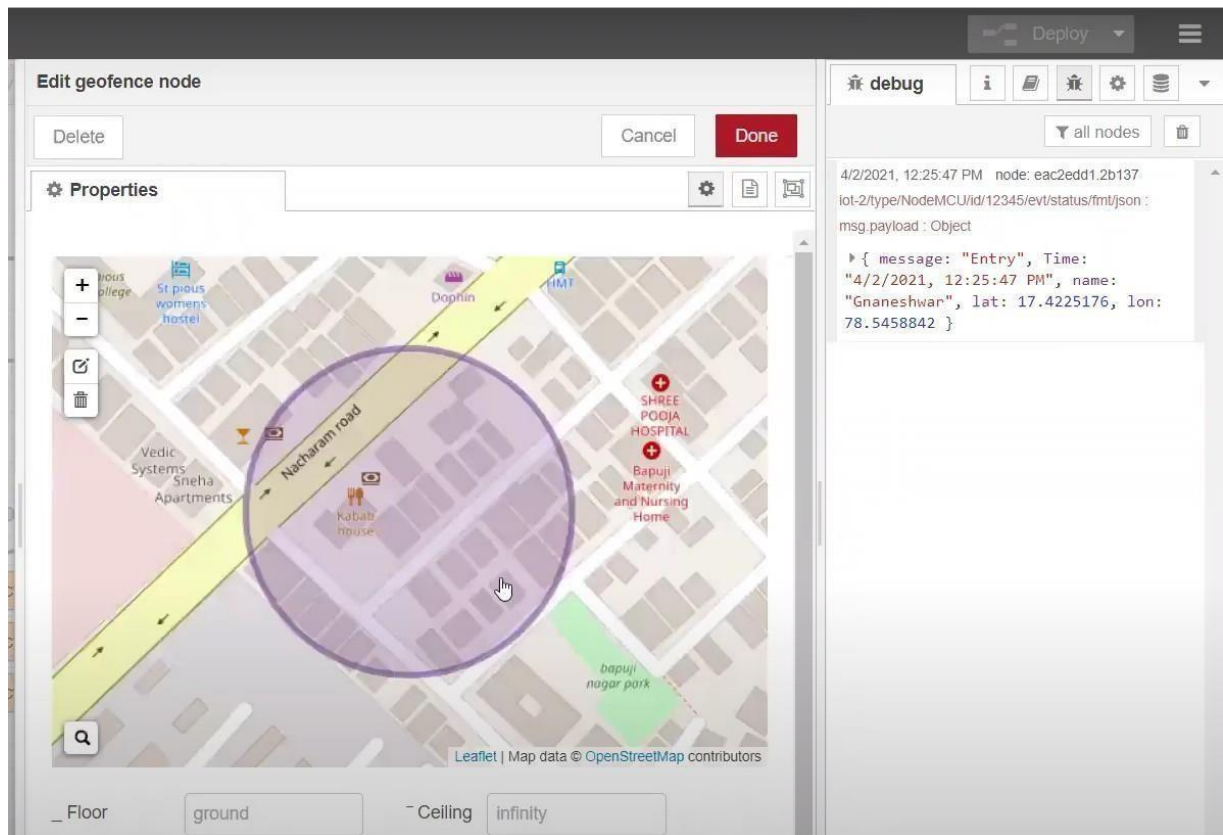 Deploy
Edit geofence node
Delete
Cancel
Done
Properties
pious
ollege
St pious
womens
hostel
Dophin
HMT
SHREE
POOJA
HOSPITAL
Bapuji
Maternity
and Nursing
Home
Nacharam road
Vedic
Systems
Sneha
Apartments
Kabab
House
bapuji
nagar park
+
−
Leaflet | Map data © OpenStreetMap contributors
_ Floor
ground
‾ Ceiling
infinity
debug
i
all nodes
4/2/2021, 12:25:47 PM node: eac2edd1.2b137
iot-2/type/NodeMCU/id/12345/evt/status/fmt/json :
msg.payload : Object
{ message: "Entry", Time:
"4/2/2021, 12:25:47 PM", name:
"Gnaneshwar", lat: 17.4225176, lon:
78.5458842 }